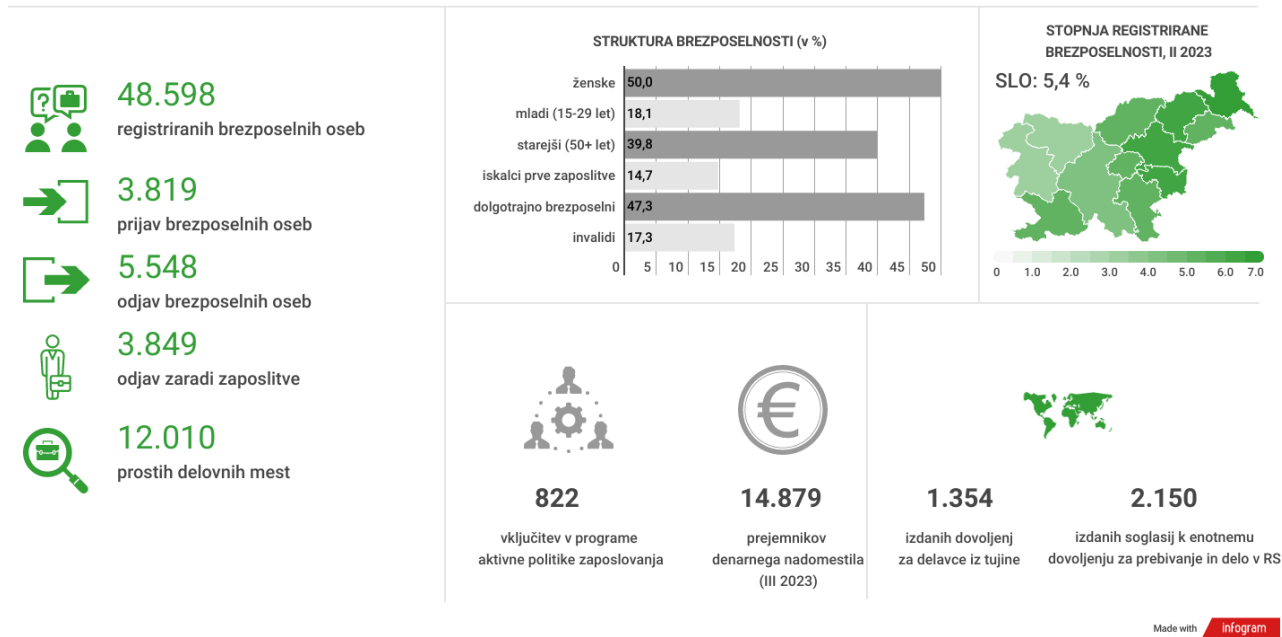 48.598
registriranih brezposelnih oseb
3.819
prijav brezposelnih oseb
5.548
odjav brezposelnih oseb
3.849
odjav zaradi zaposlitve
12.010
prostih delovnih mest
STRUKTURA BREZPOSELNOSTI (v %)
ženske 50,0
mladi (15-29 let) 18,1
starejši (50+ let) 39,8
iskalci prve zaposlitve 14,7
dolgotrajno brezposelni 47,3
invalidi 17,3
0 5 10 15 20 25 30 35 40 45 50
STOPNJA REGISTRIRANE
BREZPOSELNOSTI, II 2023
SLO: 5,4 %
0 1.0 2.0 3.0 4.0 5.0 6.0 7.0
822
vključitev v programe
aktivne politike zaposlovanja
14.879
prejemnikov
denarnega nadomestila
(III 2023)
1.354
izdanih dovoljenj
za delavce iz tujine
2.150
izdanih soglasij k enotnemu
dovoljenju za prebivanje in delo v RS
Made with infogram